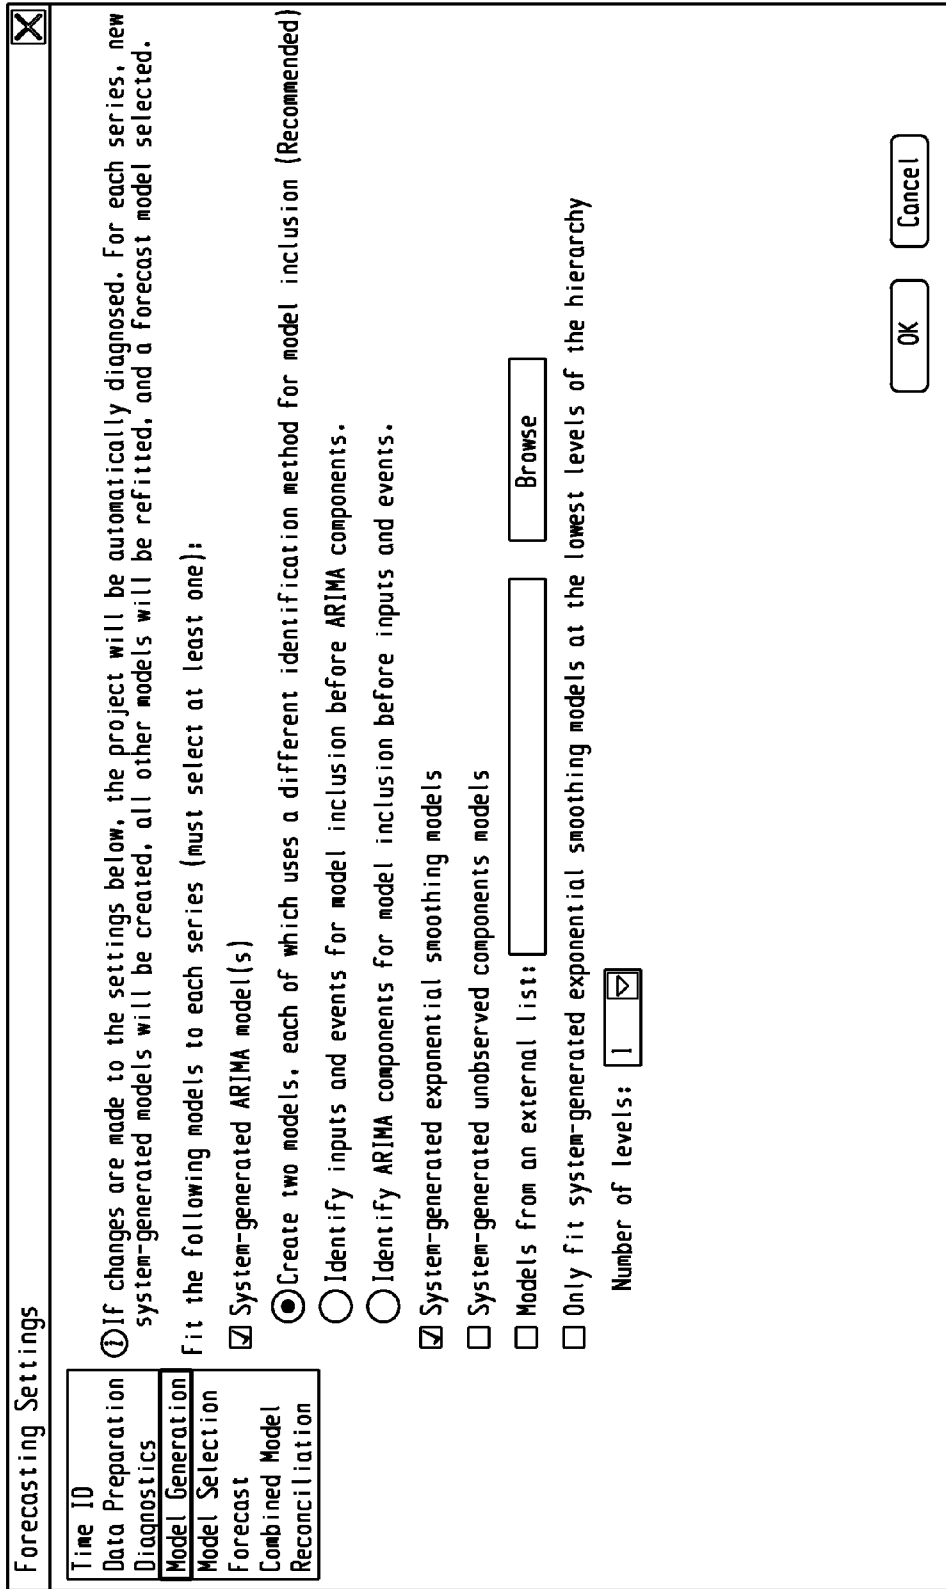 Forecasting Settings
Time ID
Data Preparation
Diagnostics
Model Generation
Model Selection
Forecast
Combined Model
Reconciliation
If changes are made to the settings below, the project will be automatically diagnosed. For each series, new
system-generated models will be created, all other models will be refitted, and a forecast model selected.
Fit the following models to each series (must select at least one):
System-generated ARIMA model(s)
Create two models, each of which uses a different identification method for model inclusion (Recommended)
Identify inputs and events for model inclusion before ARIMA components.
Identify ARIMA components for model inclusion before inputs and events.
System-generated exponential smoothing models
System-generated unobserved components models
Models from an external list: Browse
Only fit system-generated exponential smoothing models at the lowest levels of the hierarchy
Number of levels: 1
OK Cancel